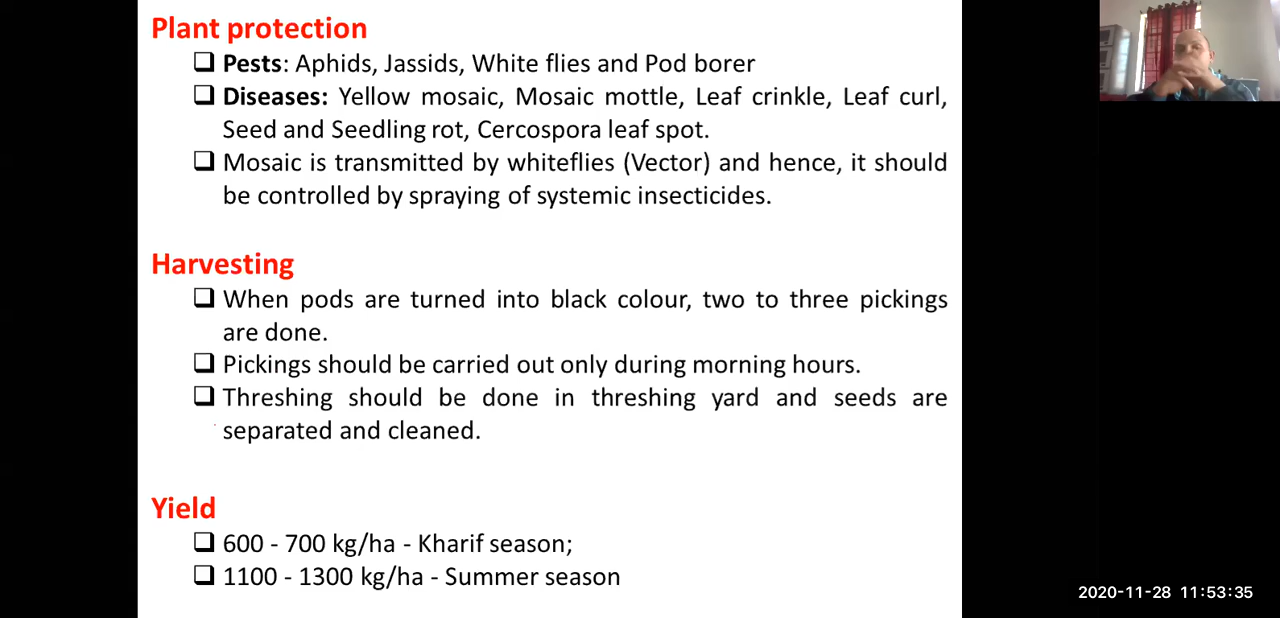 Plant protection
❑ Pests: Aphids, Jassids, White flies and Pod borer
❑ Diseases: Yellow mosaic, Mosaic mottle, Leaf crinkle, Leaf curl,
Seed and Seedling rot, Cercospora leaf spot.
❑ Mosaic is transmitted by whiteflies (Vector) and hence, it should
be controlled by spraying of systemic insecticides.
Harvesting
❑ When pods are turned into black colour, two to three pickings
are done.
❑ Pickings should be carried out only during morning hours.
❑ Threshing should be done in threshing yard and seeds are
separated and cleaned.
Yield
❑ 600 - 700 kg/ha - Kharif season;
❑ 1100 - 1300 kg/ha - Summer season
2020-11-28 11:53:35